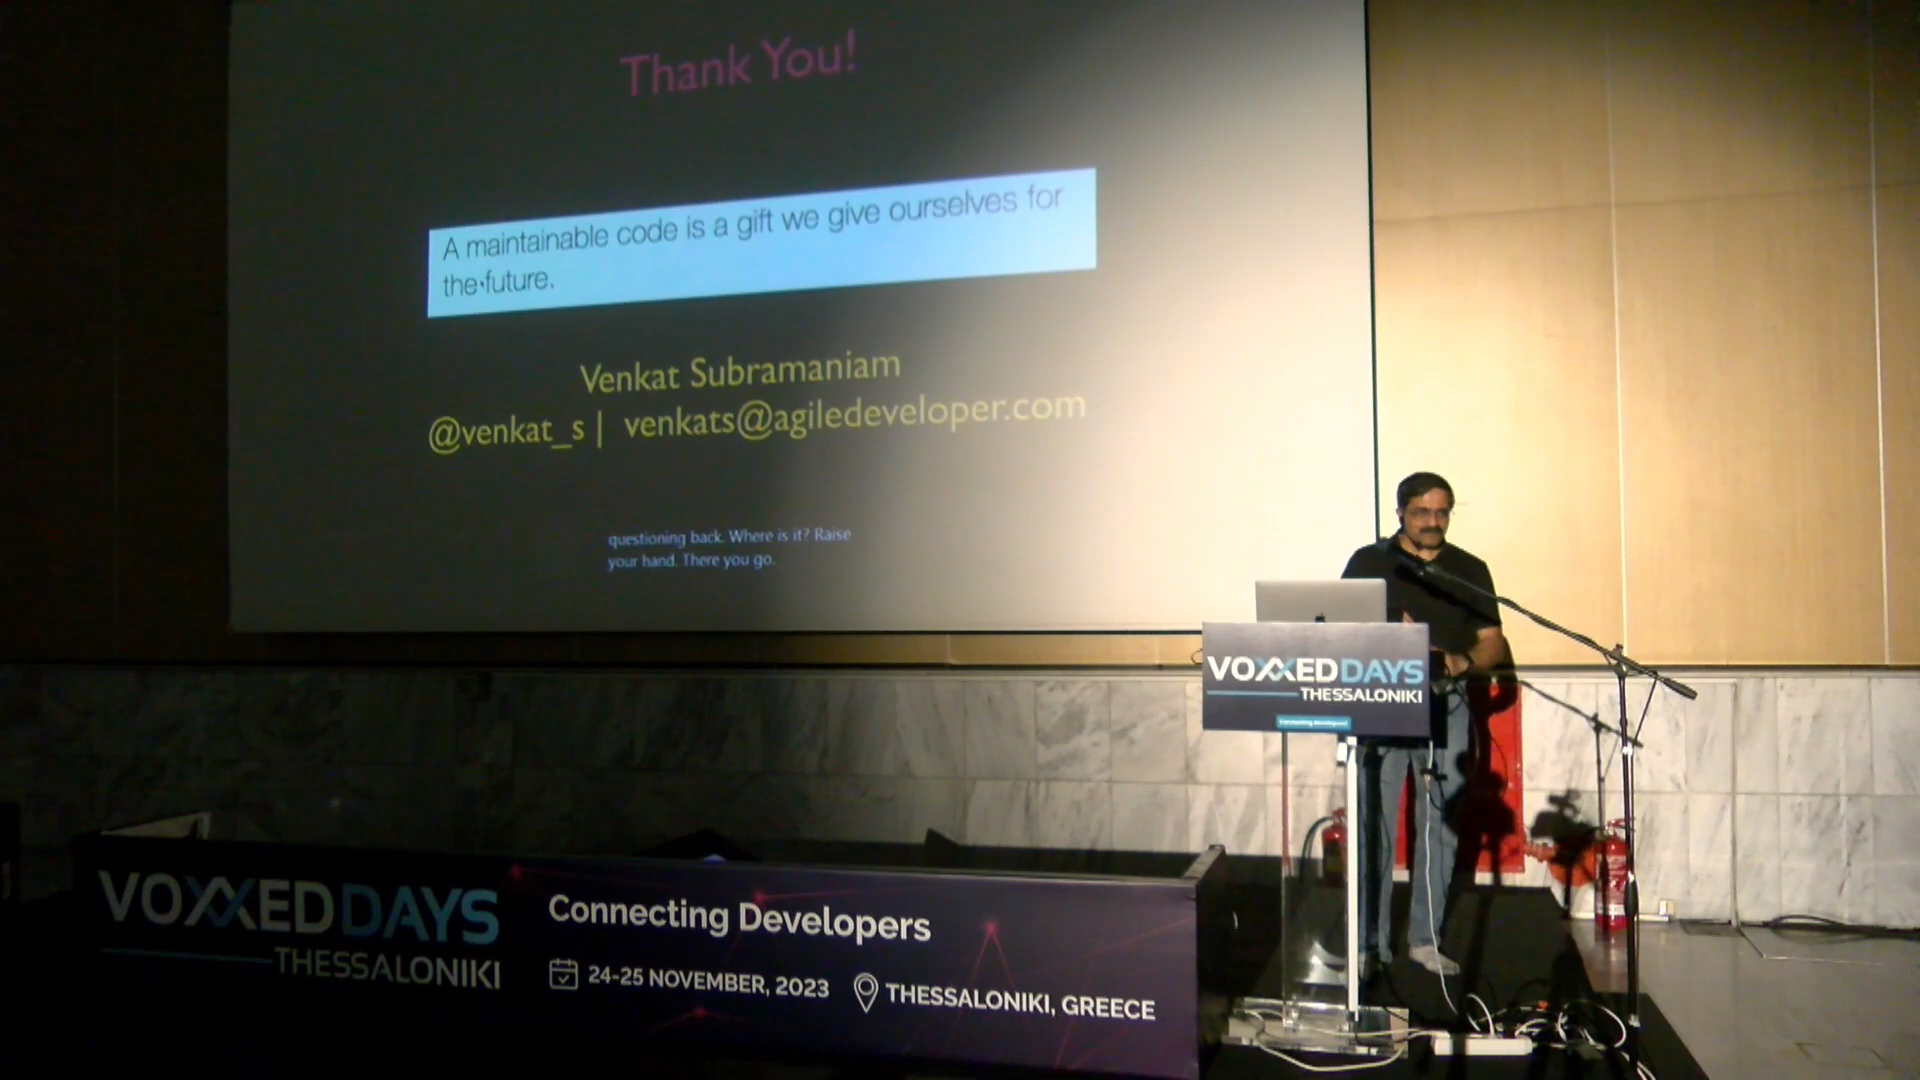 Thank You!
A maintainable code is a gift we give ourselves for
the future.
Venkat Subramaniam
@venkat_s | venkats@agiledeveloper.com
questioning back. Where is it? Raise
your hand. There you go.
VOXXED DAYS
THESSALONIKI
Connecting Developers
VOXXED DAYS
THESSALONIKI
Connecting Developers
24-25 NOVEMBER, 2023
THESSALONIKI, GREECE